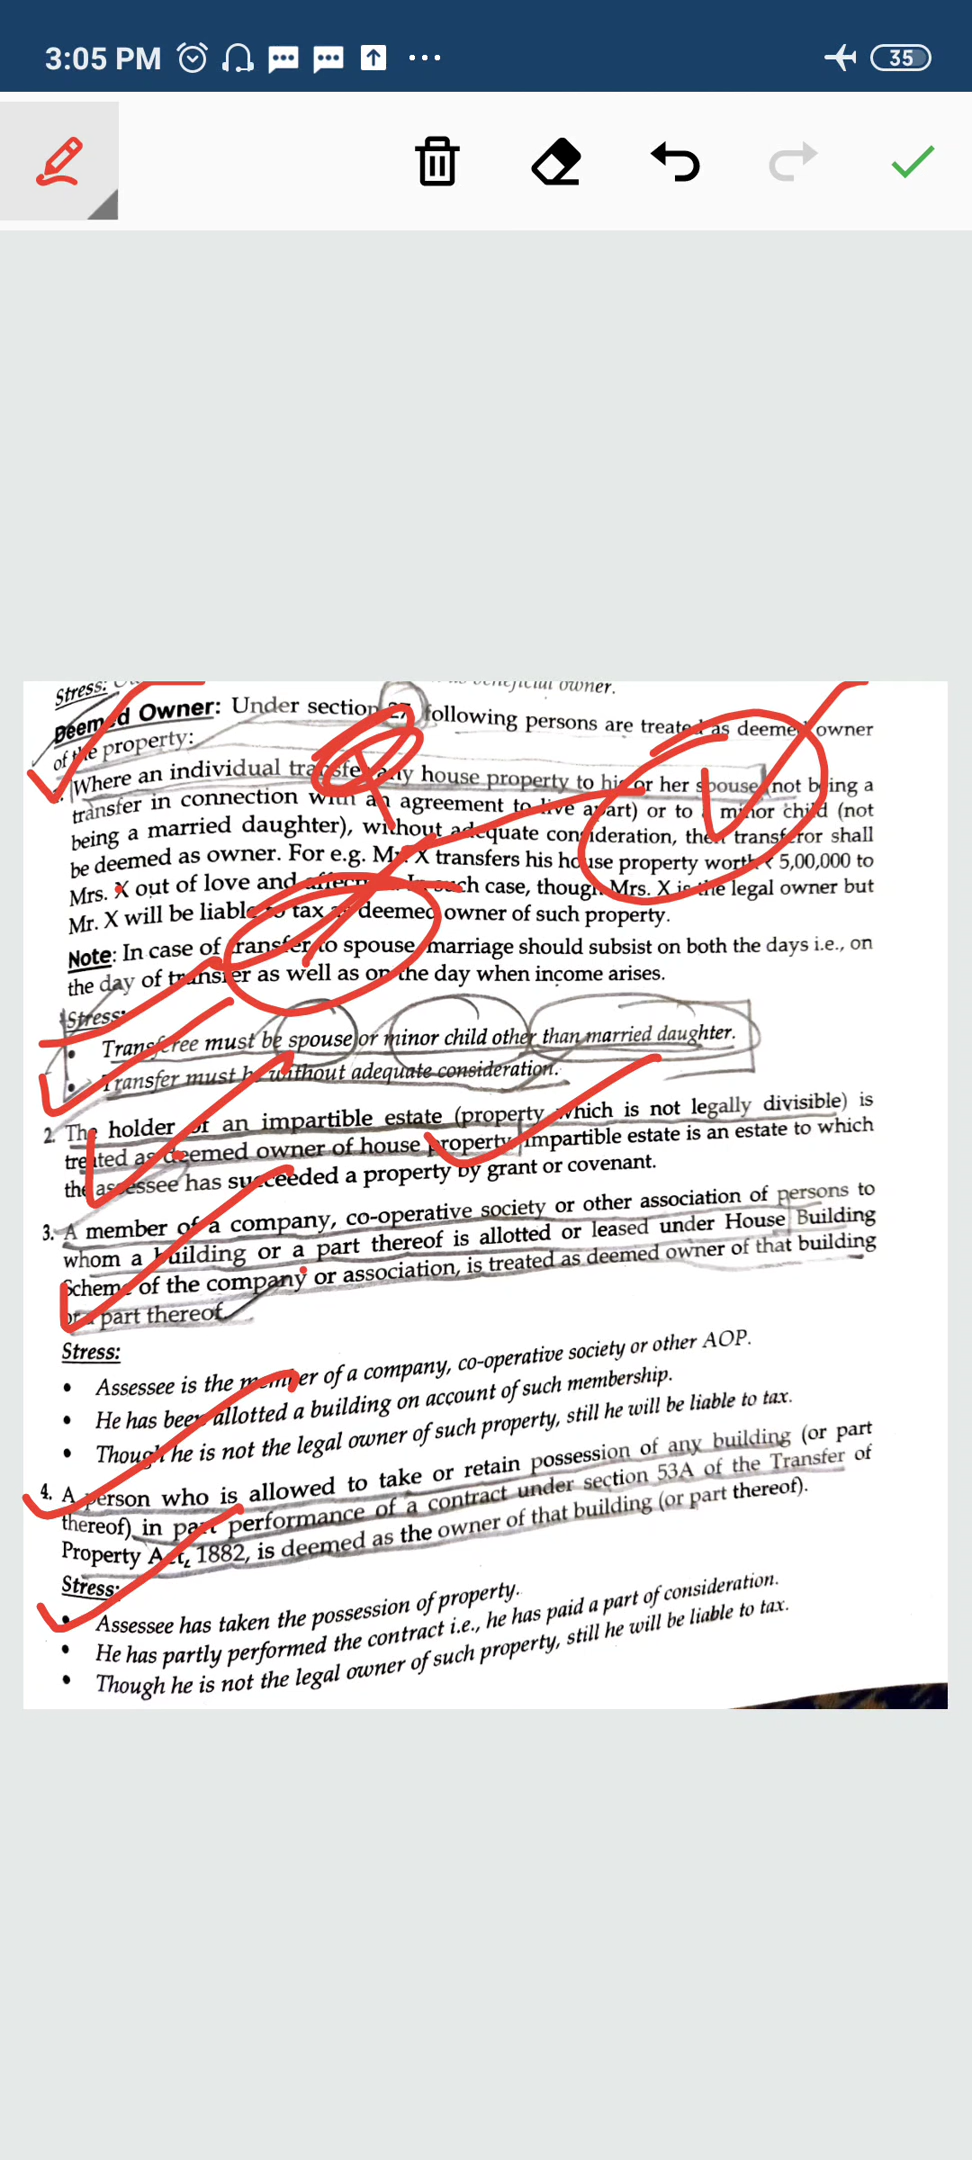 3:05 PM
35
Stress:
beneficial owner.
Deemed Owner: Under section 27 following persons are treated as deemed owner
of the property:
Where an individual transfers any house property to his or her spouse (not being a
transfer in connection with an agreement to live apart) or to a minor child (not
being a married daughter), without adequate consideration, then transferor shall
be deemed as owner. For e.g. Mr. X transfers his house property worth ₹ 5,00,000 to
Mrs. X out of love and affection. In such case, though Mrs. X is the legal owner but
Mr. X will be liable to tax as deemed owner of such property.
Note: In case of transfer to spouse, marriage should subsist on both the days i.e., on
the day of transfer as well as on the day when income arises.
Stress:
• Transferee must be spouse or minor child other than married daughter.
• Transfer must be without adequate consideration.
2. The holder of an impartible estate (property which is not legally divisible) is
treated as deemed owner of house property. Impartible estate is an estate to which
the assessee has succeeded a property by grant or covenant.
3. A member of a company, co-operative society or other association of persons to
whom a building or a part thereof is allotted or leased under House Building
Scheme of the company or association, is treated as deemed owner of that building
or a part thereof.
Stress:
• Assessee is the member of a company, co-operative society or other AOP.
• He has been allotted a building on account of such membership.
• Though he is not the legal owner of such property, still he will be liable to tax.
4. A person who is allowed to take or retain possession of any building (or part
thereof) in part performance of a contract under section 53A of the Transfer of
Property Act, 1882, is deemed as the owner of that building (or part thereof).
Stress:
• Assessee has taken the possession of property.
• He has partly performed the contract i.e., he has paid a part of consideration.
• Though he is not the legal owner of such property, still he will be liable to tax.